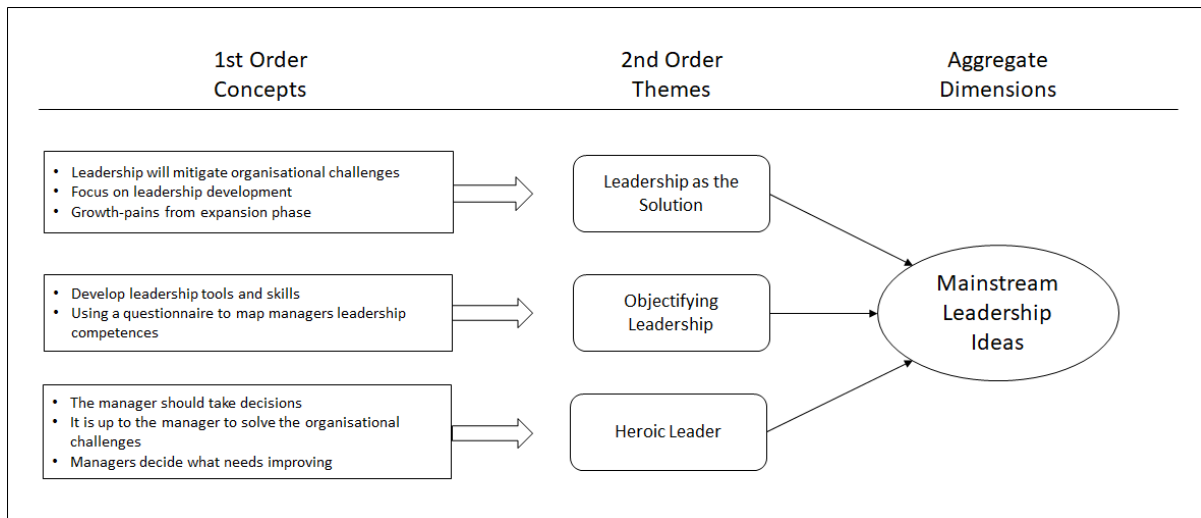 1st Order
Concepts
2nd Order
Themes
Aggregate
Dimensions
• Leadership will mitigate organisational challenges
• Focus on leadership development
• Growth-pains from expansion phase
Leadership as the
Solution
• Develop leadership tools and skills
• Using a questionnaire to map managers leadership
competences
Objectifying
Leadership
Mainstream
Leadership
Ideas
• The manager should take decisions
• It is up to the manager to solve the organisational
challenges
• Managers decide what needs improving
Heroic Leader